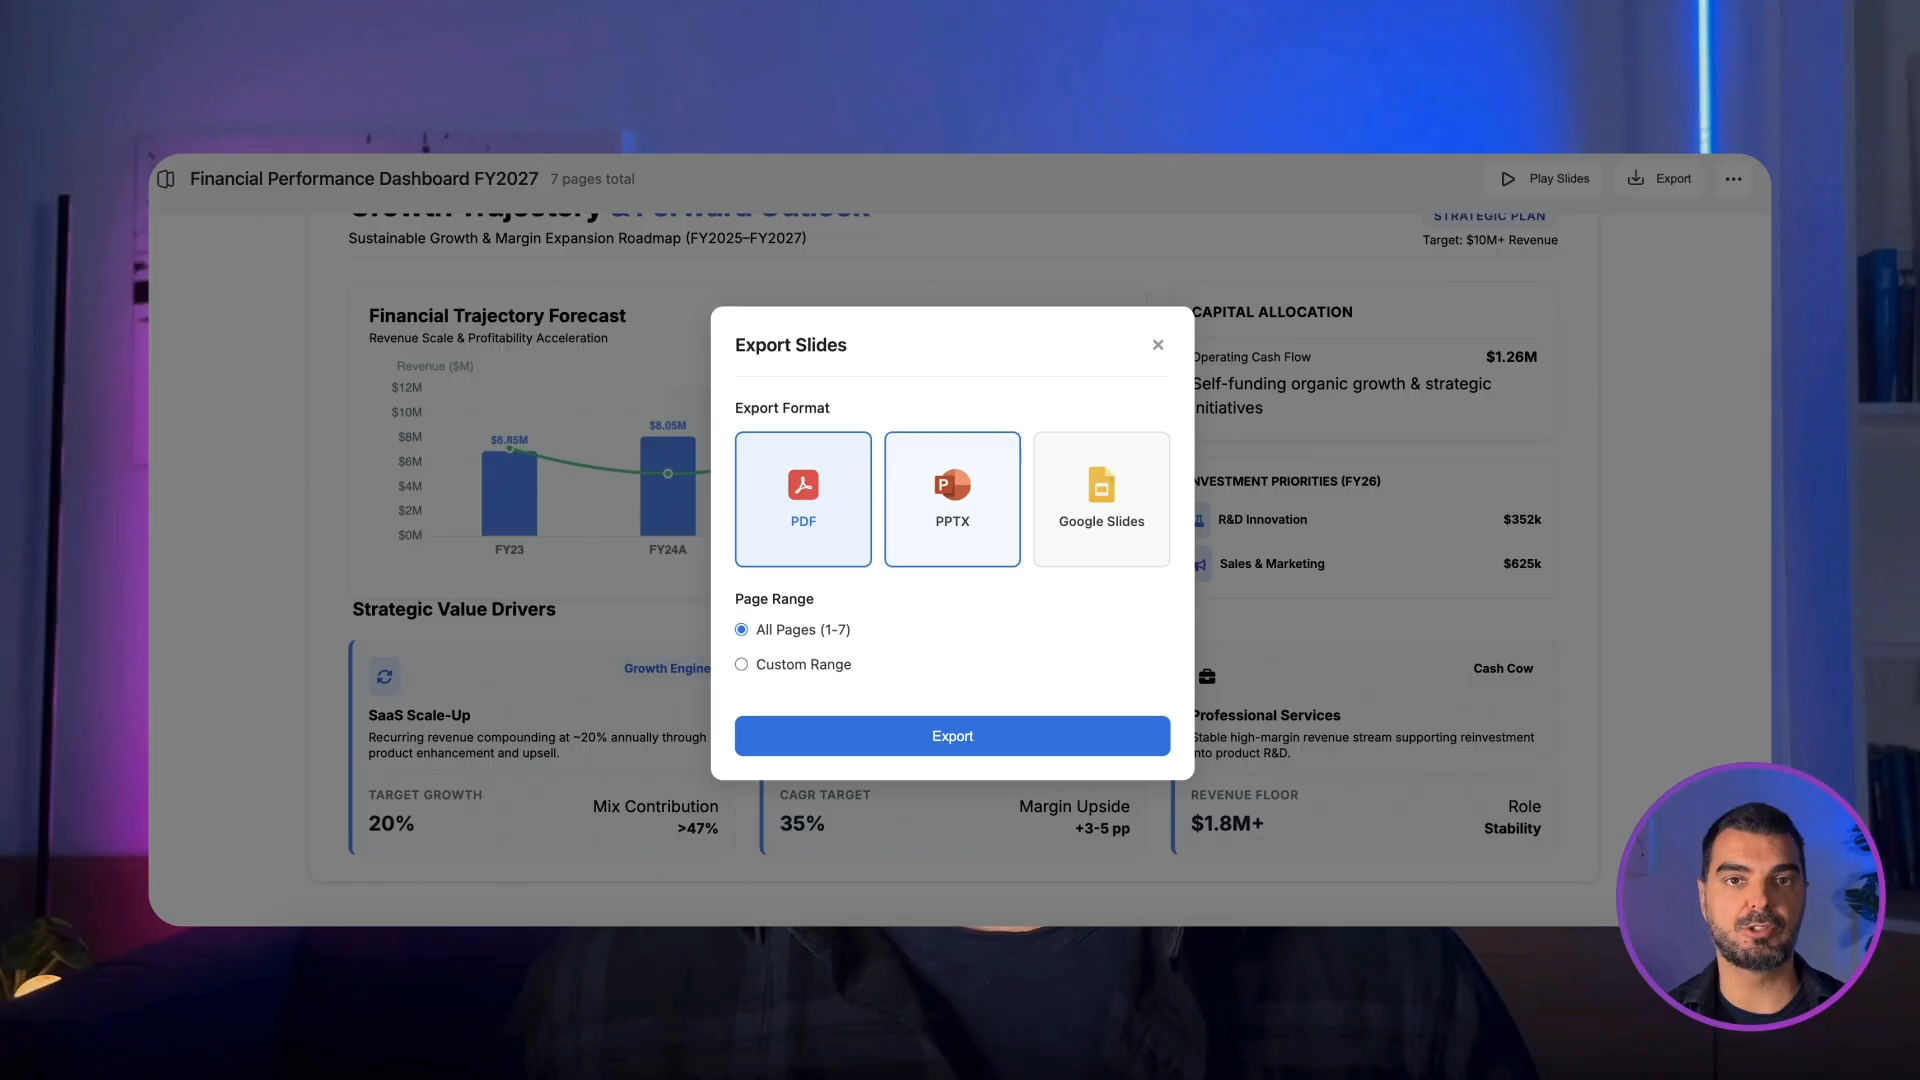 Financial Performance Dashboard FY2027 7 pages total
Play Slides
Export
Growth Trajectory & Forward Outlook
Sustainable Growth & Margin Expansion Roadmap (FY2025–FY2027)
STRATEGIC PLAN
Target: $10M+ Revenue
Financial Trajectory Forecast
Revenue Scale & Profitability Acceleration
Revenue ($M)
$12M
$10M
$8M
$6M
$4M
$2M
$0M
$6.85M
$8.05M
FY23
FY24A
Export Slides
Export Format
PDF
PPTX
Google Slides
Page Range
All Pages (1-7)
Custom Range
Export
CAPITAL ALLOCATION
Operating Cash Flow
$1.26M
Self-funding organic growth & strategic
nitiatives
NVESTMENT PRIORITIES (FY26)
R&D Innovation
$352k
Sales & Marketing
$625k
Strategic Value Drivers
Growth Engine
SaaS Scale-Up
Recurring revenue compounding at ~20% annually through
product enhancement and upsell.
TARGET GROWTH
20%
Mix Contribution
>47%
CAGR TARGET
35%
Margin Upside
+3-5 pp
Cash Cow
Professional Services
Stable high-margin revenue stream supporting reinvestment
nto product R&D.
REVENUE FLOOR
$1.8M+
Role
Stability